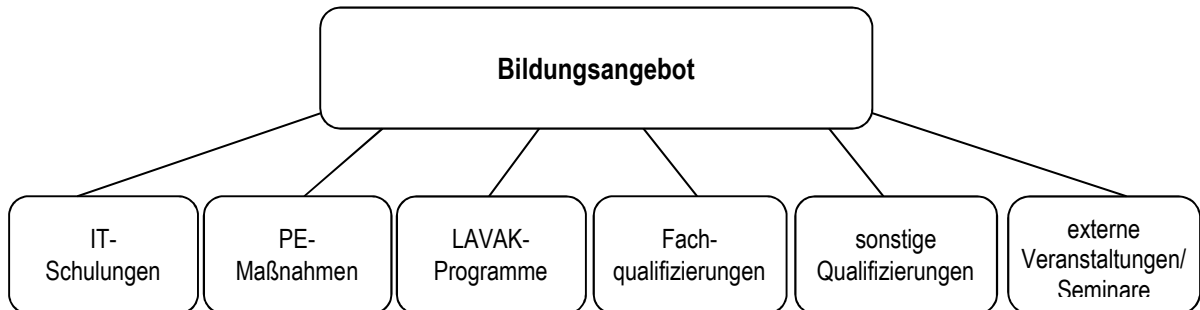 Bildungsangebot
IT-
Schulungen
PE-
Maßnahmen
LAVAK-
Programme
Fach-
qualifizierungen
sonstige
Qualifizierungen
externe
Veranstaltungen/
Seminare